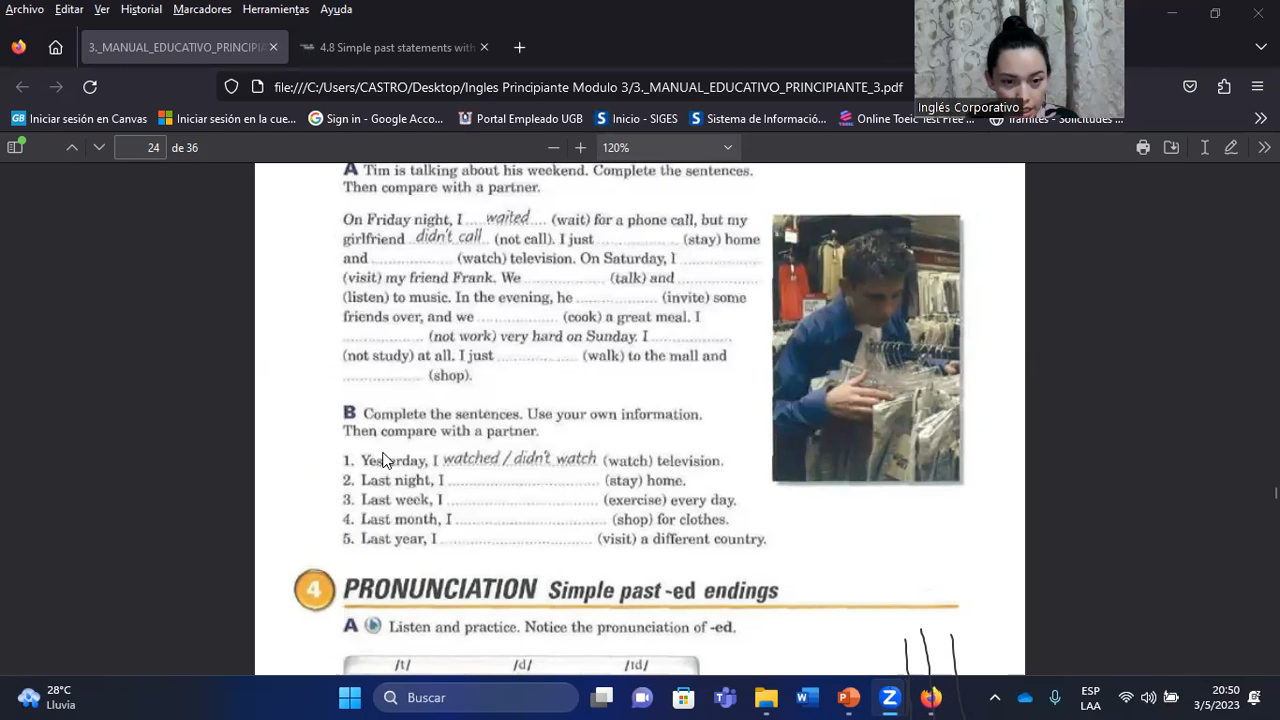 Archivo Editar Ver Historial Marcadores Herramientas Ayuda
3._MANUAL_EDUCATIVO_PRINCIPI 4.8 Simple past statements with
file:///C:/Users/CASTRO/Desktop/Ingles Principiante Modulo 3/3._MANUAL_EDUCATIVO_PRINCIPIANTE_3.pdf
Inglés Corporativo
GB Iniciar sesión en Canvas Iniciar sesión en la cue... Sign in - Google Acco... Portal Empleado UGB Inicio - SIGES Sistema de Informació... Online Toeic Test Free ... Trámites - Solicitudes ...
24 de 36 120%
A Tim is talking about his weekend. Complete the sentences.
Then compare with a partner.
On Friday night, I waited (wait) for a phone call, but my
girlfriend didn't call (not call). I just (stay) home
and (watch) television. On Saturday, I
(visit) my friend Frank. We (talk) and
(listen) to music. In the evening, he (invite) some
friends over, and we (cook) a great meal. I
(not work) very hard on Sunday. I
(not study) at all. I just (walk) to the mall and
(shop).
B Complete the sentences. Use your own information.
Then compare with a partner.
1. Yesterday, I watched / didn't watch (watch) television.
2. Last night, I (stay) home.
3. Last week, I (exercise) every day.
4. Last month, I (shop) for clothes.
5. Last year, I (visit) a different country.
4 PRONUNCIATION Simple past -ed endings
A Listen and practice. Notice the pronunciation of -ed.
/t/ /d/ /ɪd/
28°C
Lluvia
Buscar
ESP
LAA
20:50
3/5/2023